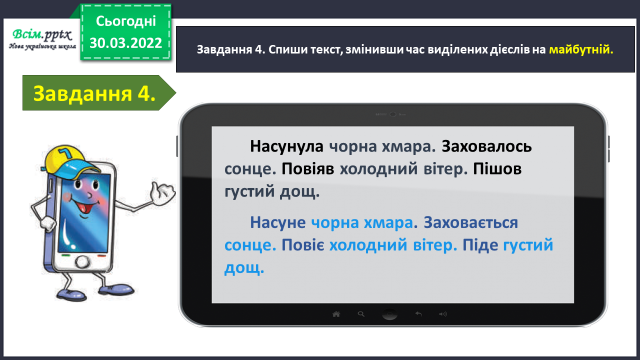 Всім.pptx
Нова українська школа
Сьогодні
30.03.2022
Завдання 4. Спиши текст, змінивши час виділених дієслів на майбутній.
Завдання 4.
Насунула чорна хмара. Заховалось
сонце. Повіяв холодний вітер. Пішов
густий дощ.
Насуне чорна хмара. Заховається
сонце. Повіє холодний вітер. Піде густий
дощ.